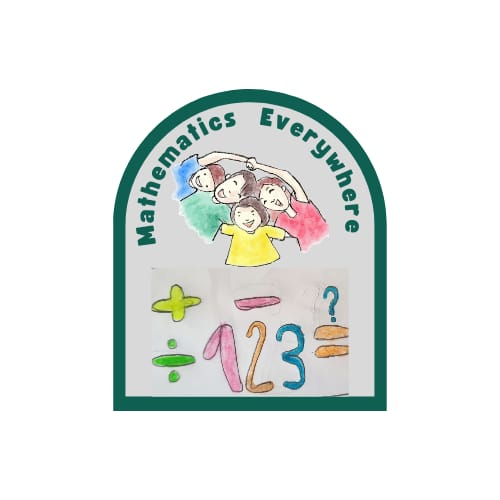 Mathematics Everywhere
+ - ?
÷ 123 =